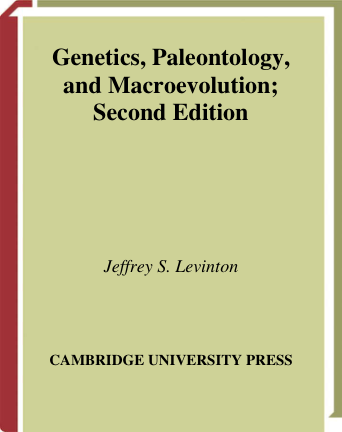 Genetics, Paleontology,
and Macroevolution;
Second Edition
Jeffrey S. Levinton
CAMBRIDGE UNIVERSITY PRESS